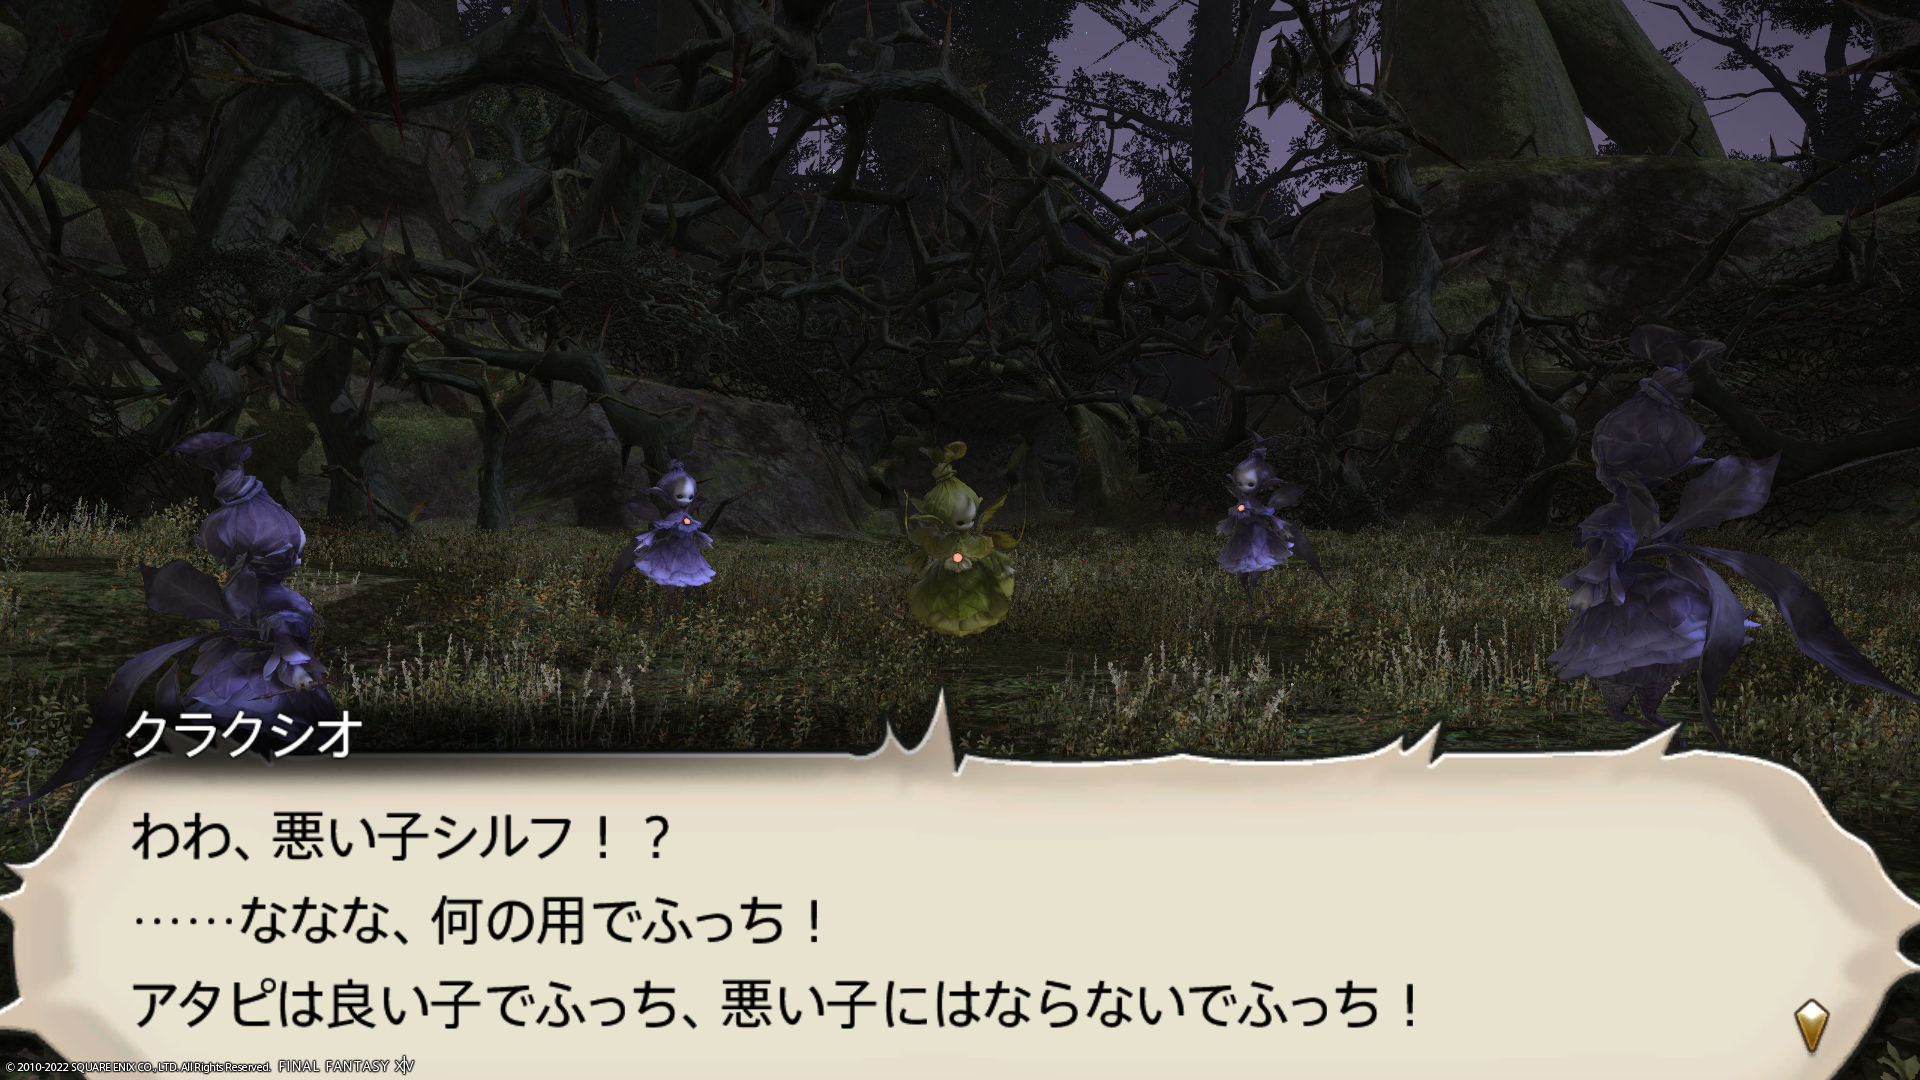 クラクシオ
わわ、悪い子シルフ！？
……ななな、何の用でふっち！
アタピは良い子でふっち、悪い子にはならないでふっち！
© 2010-2022 SQUARE ENIX CO., LTD. All Rights Reserved. FINAL FANTASY XIV